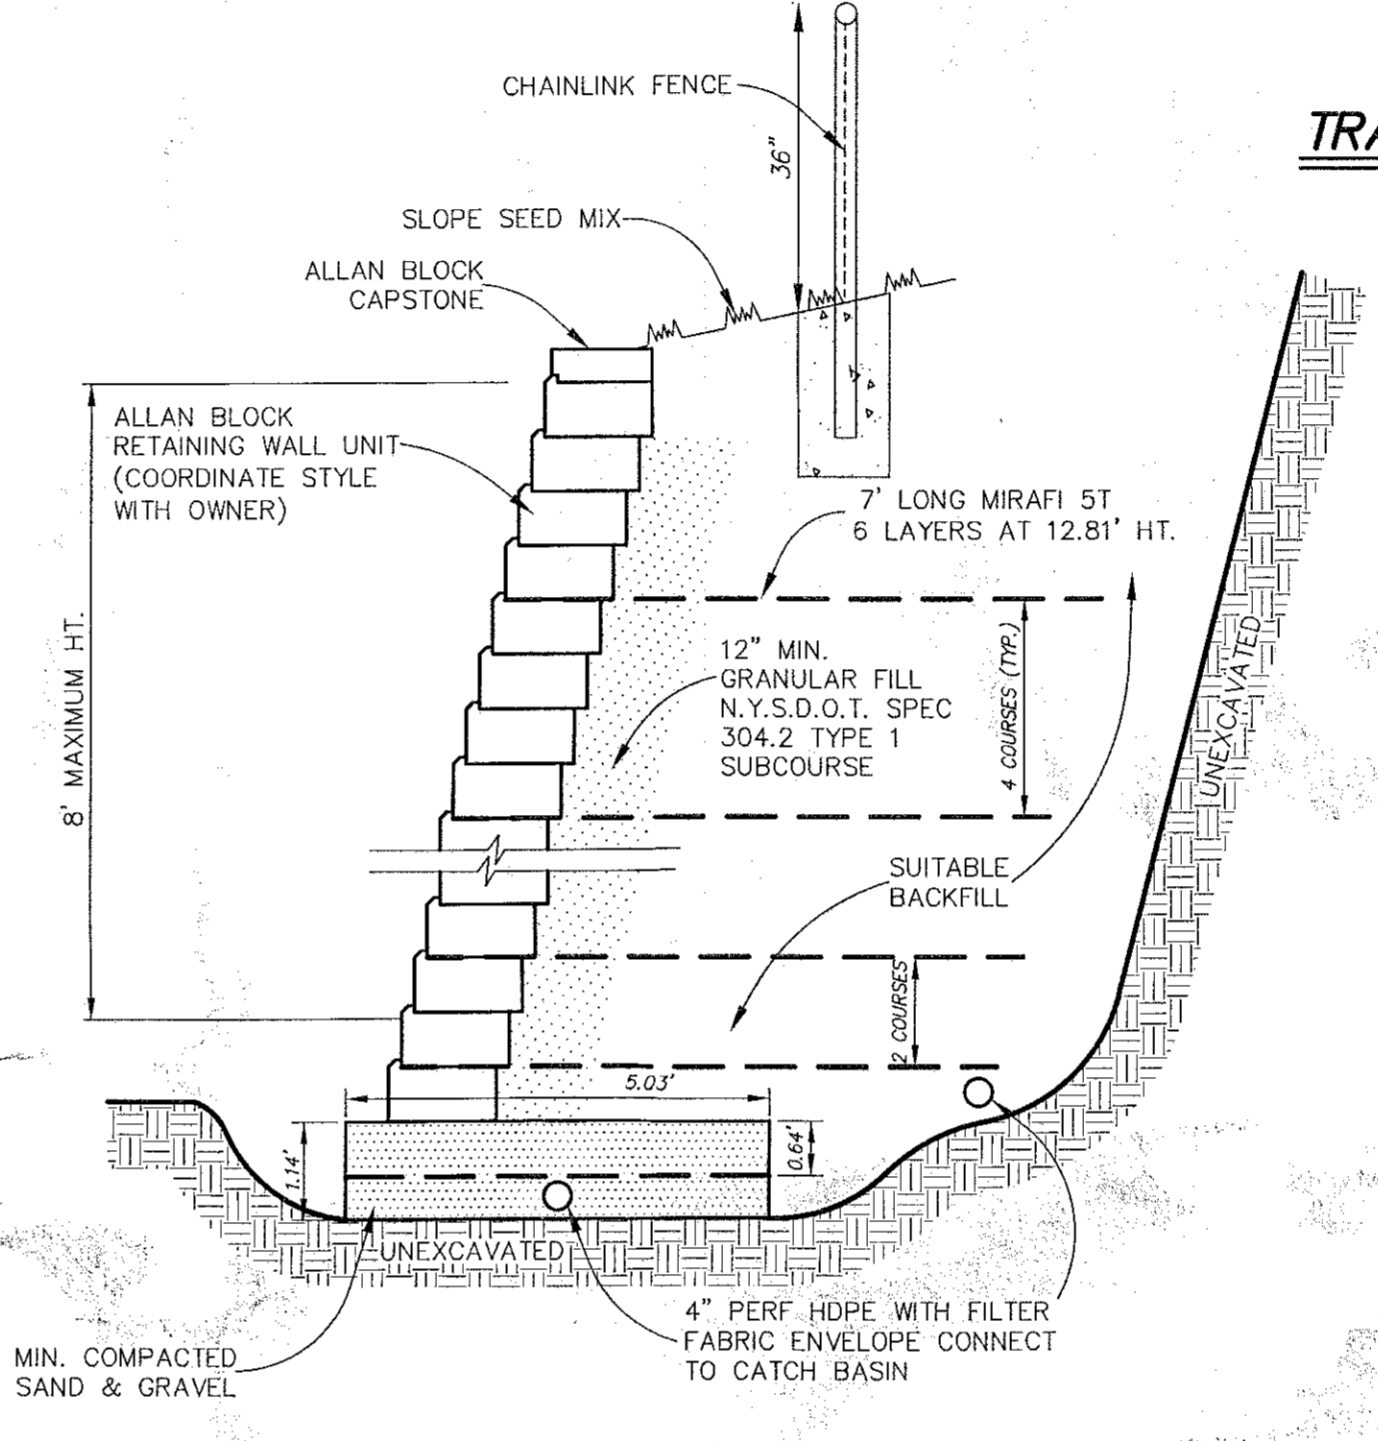 CHAINLINK FENCE
36"
TRA
SLOPE SEED MIX
ALLAN BLOCK
CAPSTONE
ALLAN BLOCK
RETAINING WALL UNIT
(COORDINATE STYLE
WITH OWNER)
7' LONG MIRAFI 5T
6 LAYERS AT 12.81' HT.
8' MAXIMUM HT.
12" MIN.
GRANULAR FILL
N.Y.S.D.O.T. SPEC
304.2 TYPE 1
SUBCOURSE
4 COURSES (TYP.)
UNEXCAVATED
SUITABLE
BACKFILL
2 COURSES
5.03'
1.14'
0.64'
UNEXCAVATED
4" PERF HDPE WITH FILTER
FABRIC ENVELOPE CONNECT
TO CATCH BASIN
MIN. COMPACTED
SAND & GRAVEL